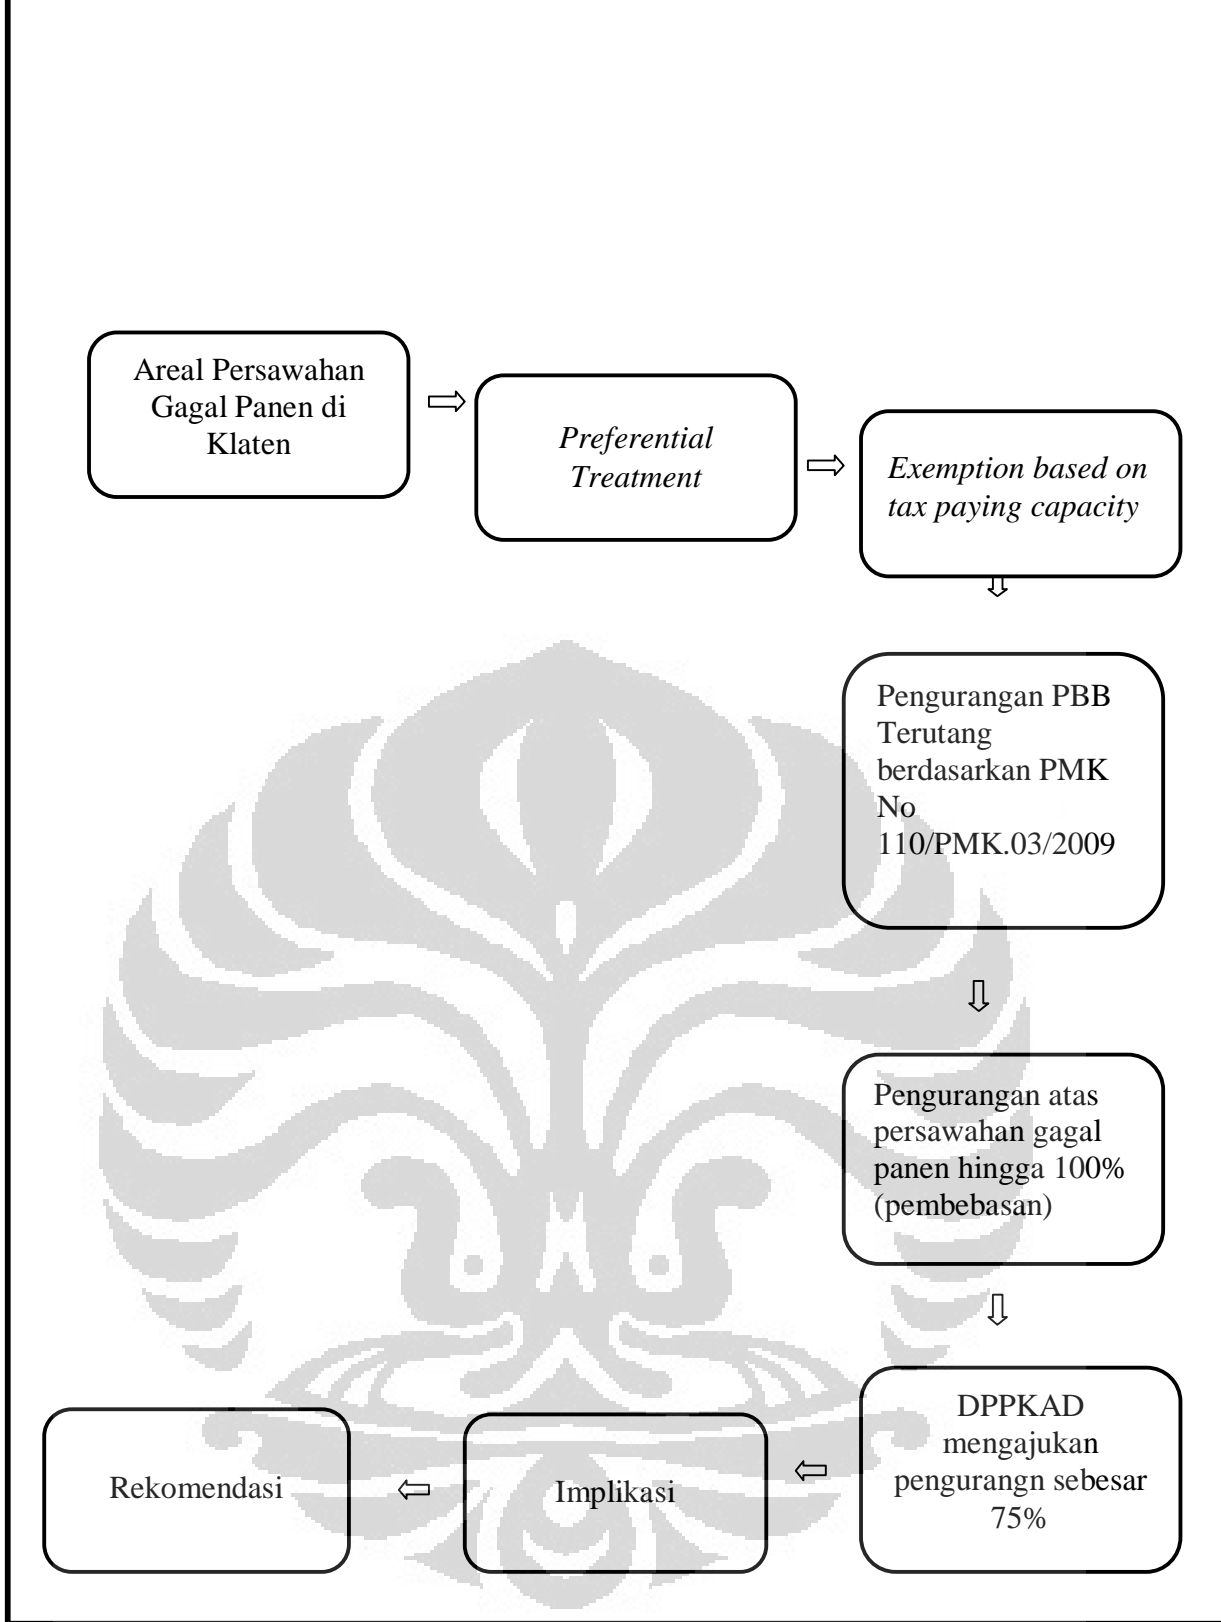 Areal Persawahan
Gagal Panen di
Klaten
Preferential
Treatment
Exemption based on
tax paying capacity
Pengurangan PBB
Terutang
berdasarkan PMK
No
110/PMK.03/2009
Pengurangan atas
persawahan gagal
panen hingga 100%
(pembebasan)
DPPKAD
mengajukan
pengurangn sebesar
75%
Implikasi
Rekomendasi